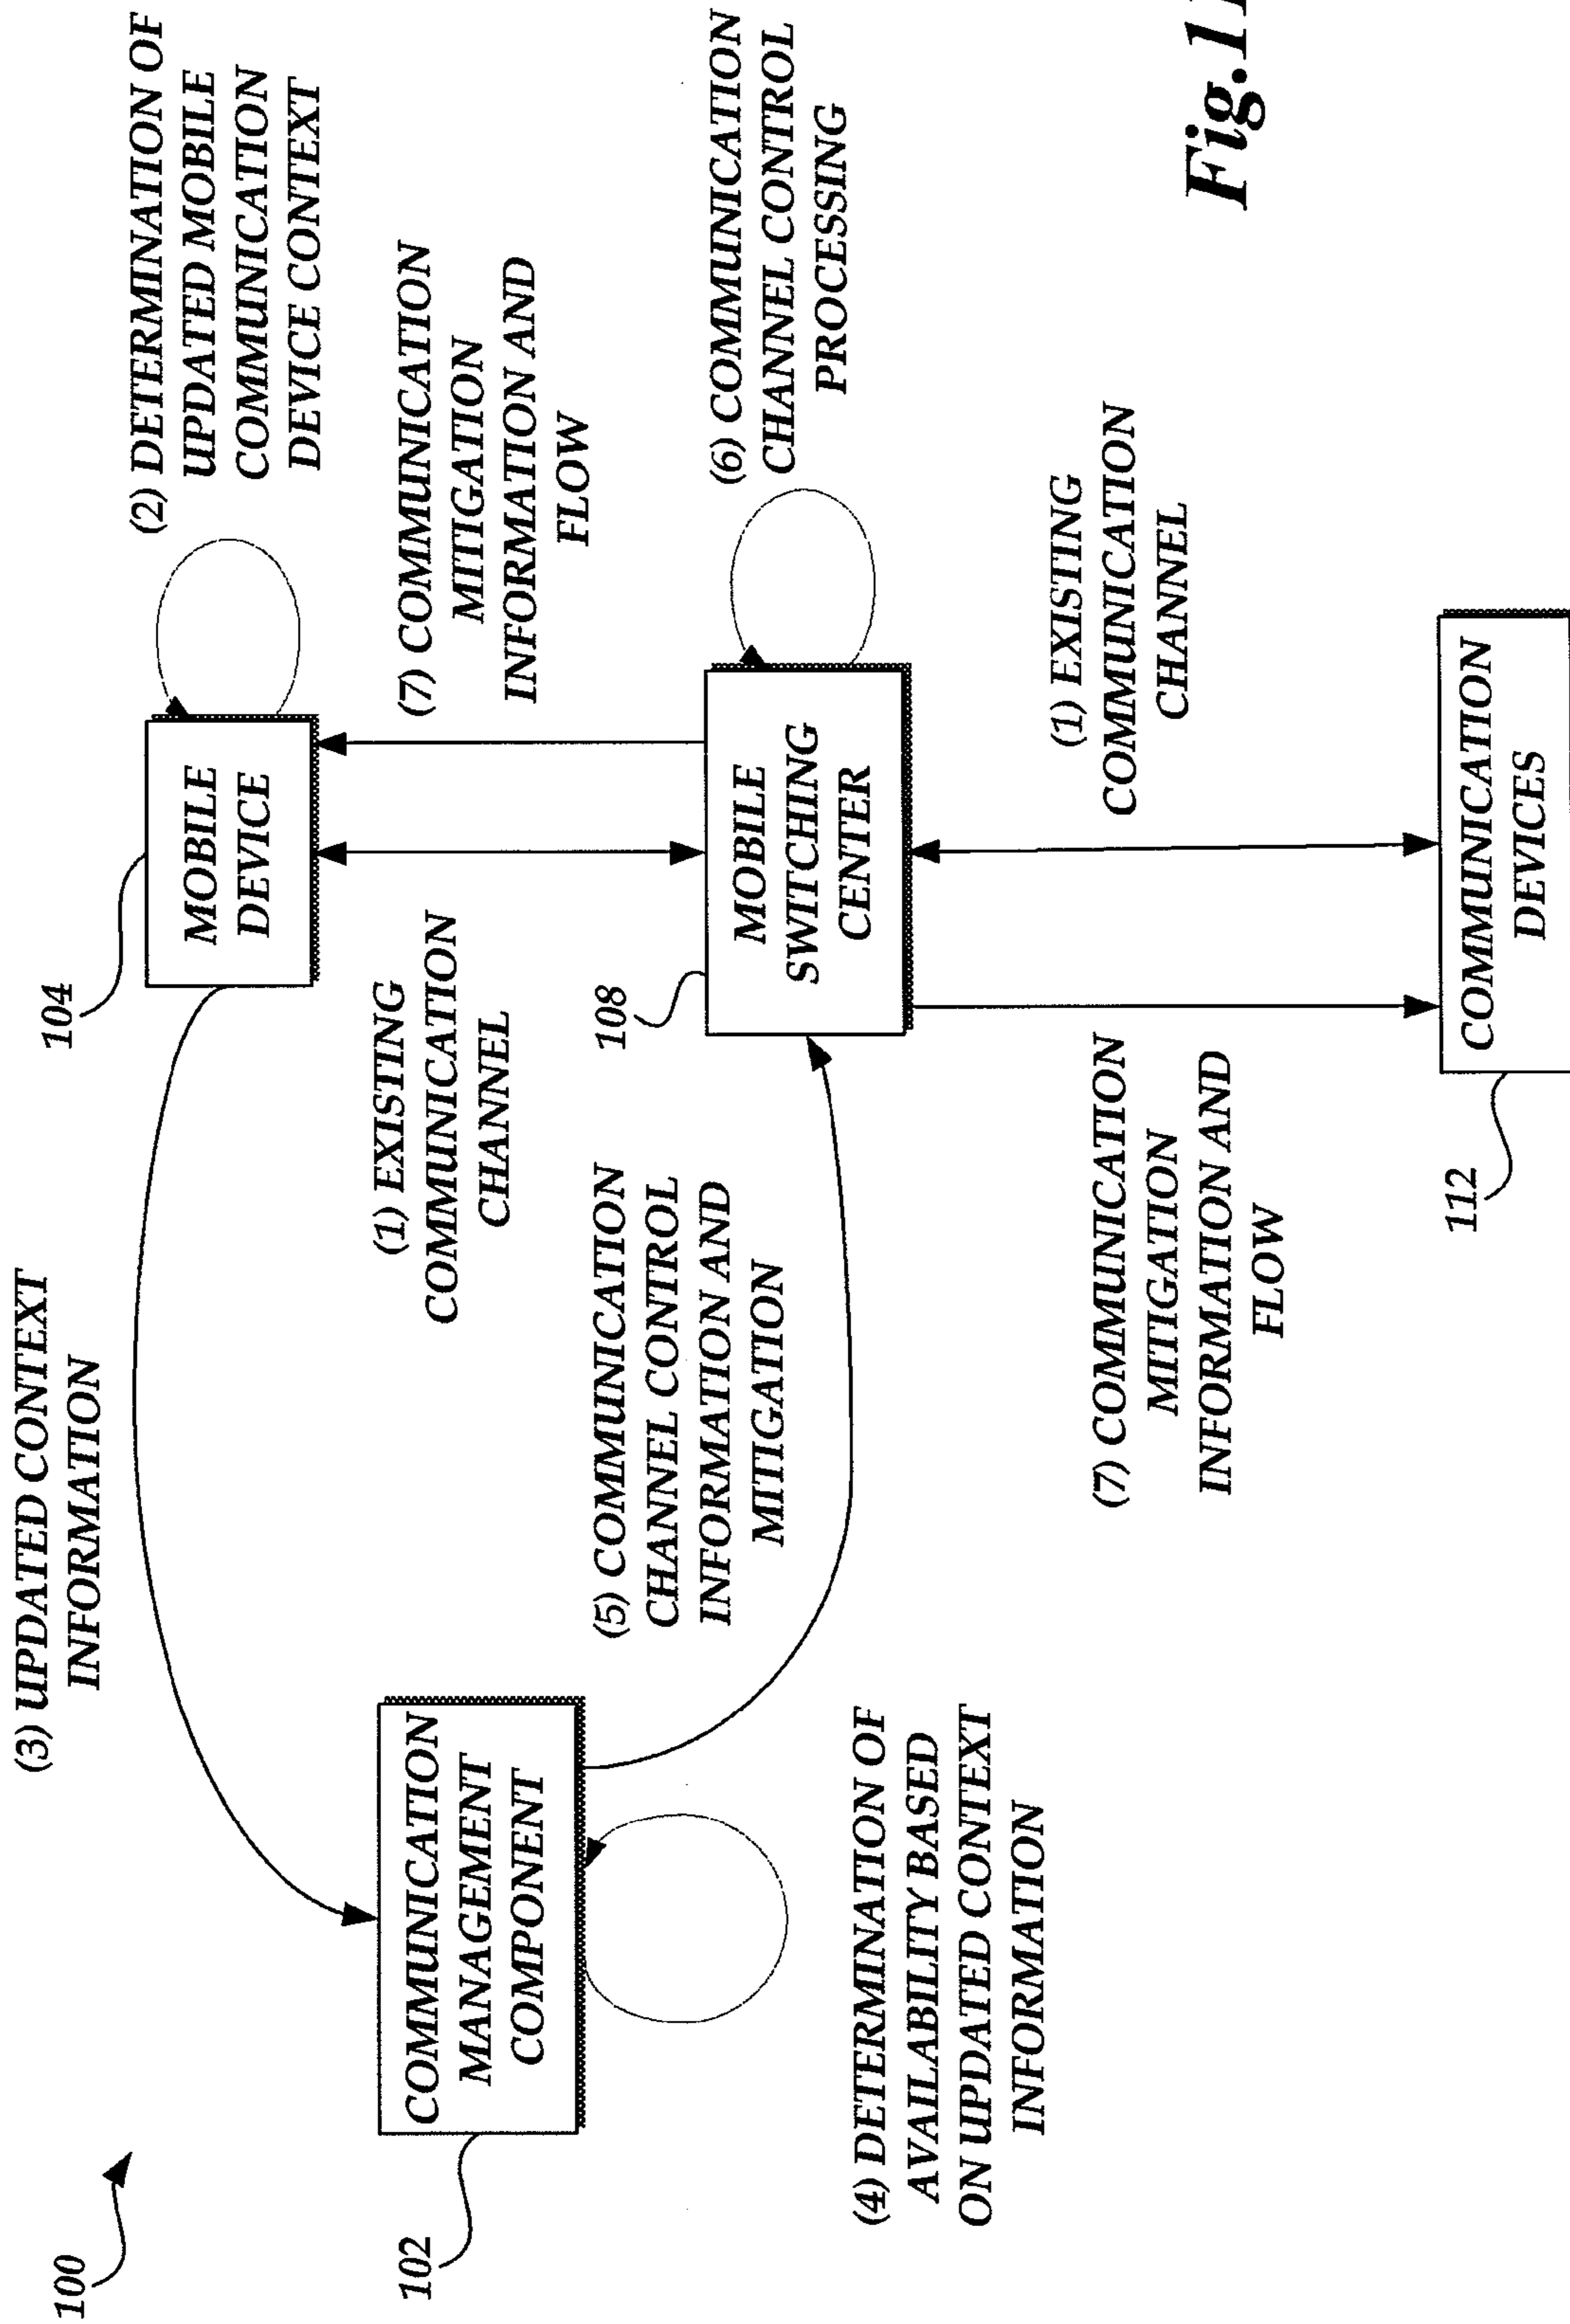 100
(3) UPDATED CONTEXT
INFORMATION
104
(2) DETERMINATION OF
UPDATED MOBILE
COMMUNICATION
DEVICE CONTEXT
MOBILE
DEVICE
102
COMMUNICATION
MANAGEMENT
COMPONENT
(1) EXISTING
COMMUNICATION
CHANNEL
(7) COMMUNICATION
MITIGATION
INFORMATION AND
FLOW
(5) COMMUNICATION
CHANNEL CONTROL
INFORMATION AND
MITIGATION
108
MOBILE
SWITCHING
CENTER
(6) COMMUNICATION
CHANNEL CONTROL
PROCESSING
(4) DETERMINATION OF
AVAILABILITY BASED
ON UPDATED CONTEXT
INFORMATION
(7) COMMUNICATION
MITIGATION
INFORMATION AND
FLOW
(1) EXISTING
COMMUNICATION
CHANNEL
112
COMMUNICATION
DEVICES
Fig.11